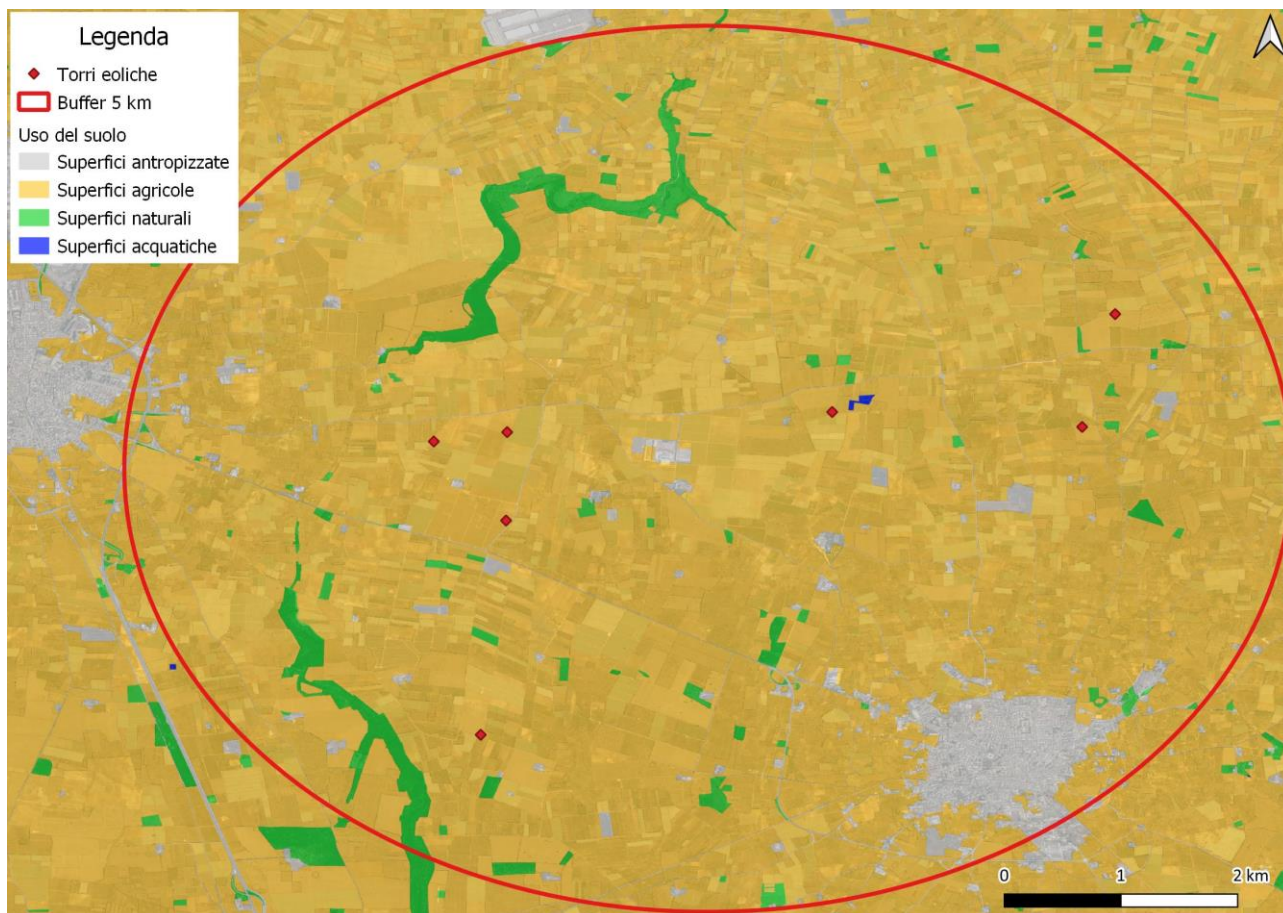 Legenda
Torri eoliche
Buffer 5 km
Uso del suolo
Superfici antropizzate
Superfici agricole
Superfici naturali
Superfici acquatiche
0 1 2 km